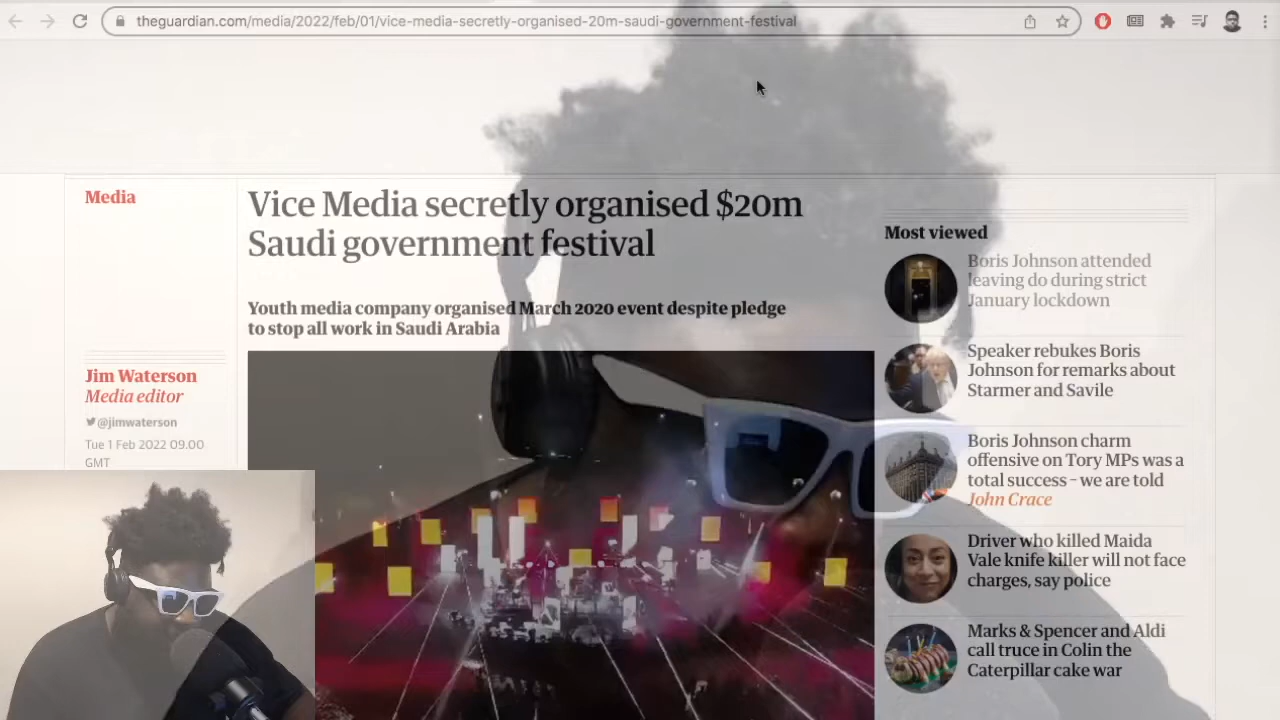 theguardian.com/media/2022/feb/01/vice-media-secretly-organised-20m-saudi-government-festival
Media
Vice Media secretly organised $20m
Saudi government festival
Youth media company organised March 2020 event despite pledge
to stop all work in Saudi Arabia
Jim Waterson
Media editor
@jimwaterson
Tue 1 Feb 2022 09.00
GMT
Most viewed
Boris Johnson attended
leaving do during strict
January lockdown
Speaker rebukes Boris
Johnson for remarks about
Starmer and Savile
Boris Johnson charm
offensive on Tory MPs was a
total success – we are told
John Crace
Driver who killed Maida
Vale knife killer will not face
charges, say police
Marks & Spencer and Aldi
call truce in Colin the
Caterpillar cake war